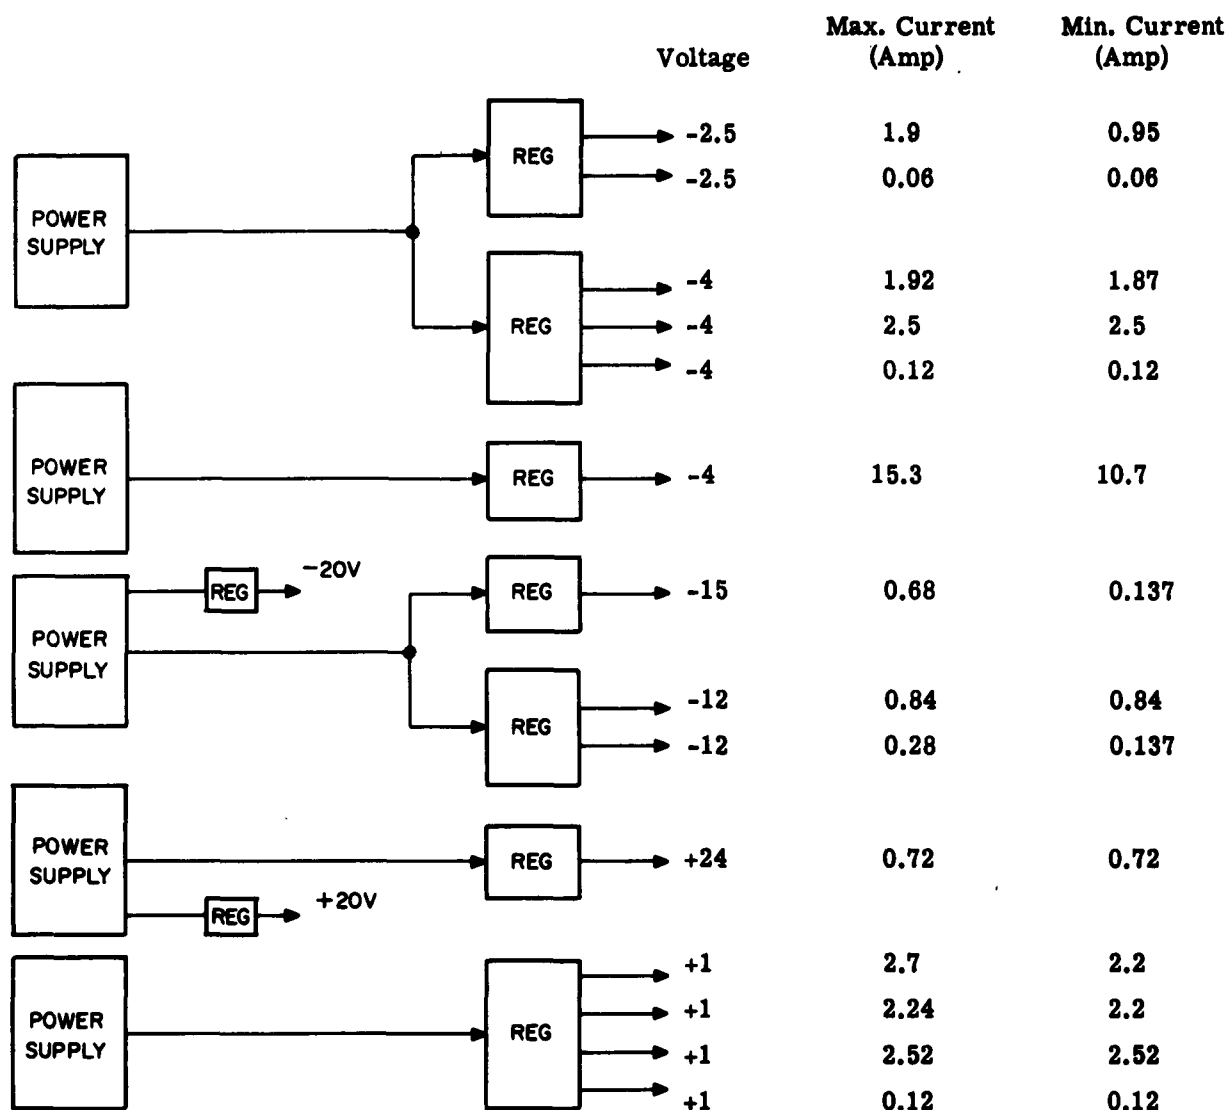 Voltage Max. Current (Amp) Min. Current (Amp)
REG -2.5 1.9 0.95
-2.5 0.06 0.06
POWER SUPPLY
REG -4 1.92 1.87
-4 2.5 2.5
-4 0.12 0.12
POWER SUPPLY REG -4 15.3 10.7
REG -20V
REG -15 0.68 0.137
POWER SUPPLY
REG -12 0.84 0.84
-12 0.28 0.137
POWER SUPPLY REG +24 0.72 0.72
REG +20V
+1 2.7 2.2
+1 2.24 2.2
POWER SUPPLY REG
+1 2.52 2.52
+1 0.12 0.12